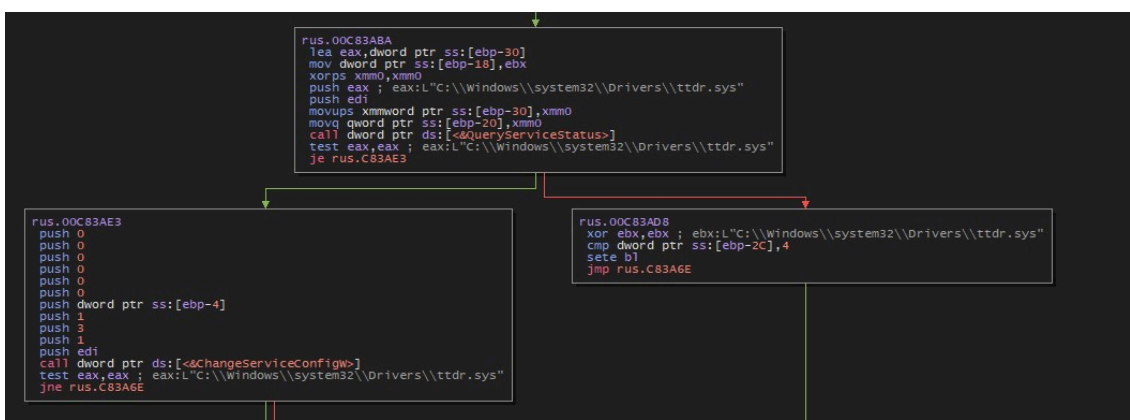 rus.00C83ABA
lea eax,dword ptr ss:[ebp-30]
mov dword ptr ss:[ebp-18],ebx
xorps xmm0,xmm0
push eax ; eax:L"C:\\Windows\\system32\\Drivers\\ttdr.sys"
push edi
movups xmmword ptr ss:[ebp-30],xmm0
movq qword ptr ss:[ebp-20],xmm0
call dword ptr ds:[<&QueryServiceStatus>]
test eax,eax ; eax:L"C:\\Windows\\system32\\Drivers\\ttdr.sys"
je rus.C83AE3
rus.00C83AE3
push 0
push 0
push 0
push 0
push 0
push 0
push dword ptr ss:[ebp-4]
push 1
push 3
push 1
push edi
call dword ptr ds:[<&ChangeServiceConfigW>]
test eax,eax ; eax:L"C:\\Windows\\system32\\Drivers\\ttdr.sys"
jne rus.C83A6E
rus.00C83AD8
xor ebx,ebx ; ebx:L"C:\\Windows\\system32\\Drivers\\ttdr.sys"
cmp dword ptr ss:[ebp-2C],4
sete bl
jmp rus.C83A6E